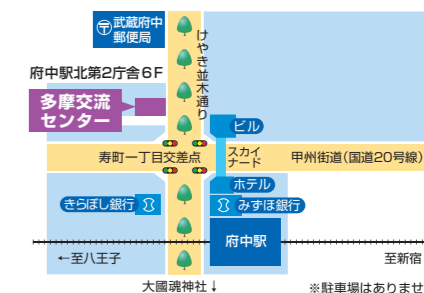 〒武蔵府中
郵便局
けやき並木通り
府中駅北第2庁舎6F
多摩交流
センター
ビル
寿町一丁目交差点
スカイ
ナード
甲州街道(国道20号線)
ホテル
きらぼし銀行
みずほ銀行
府中駅
←至八王子
至新宿
大國魂神社↓
※駐車場はありませ